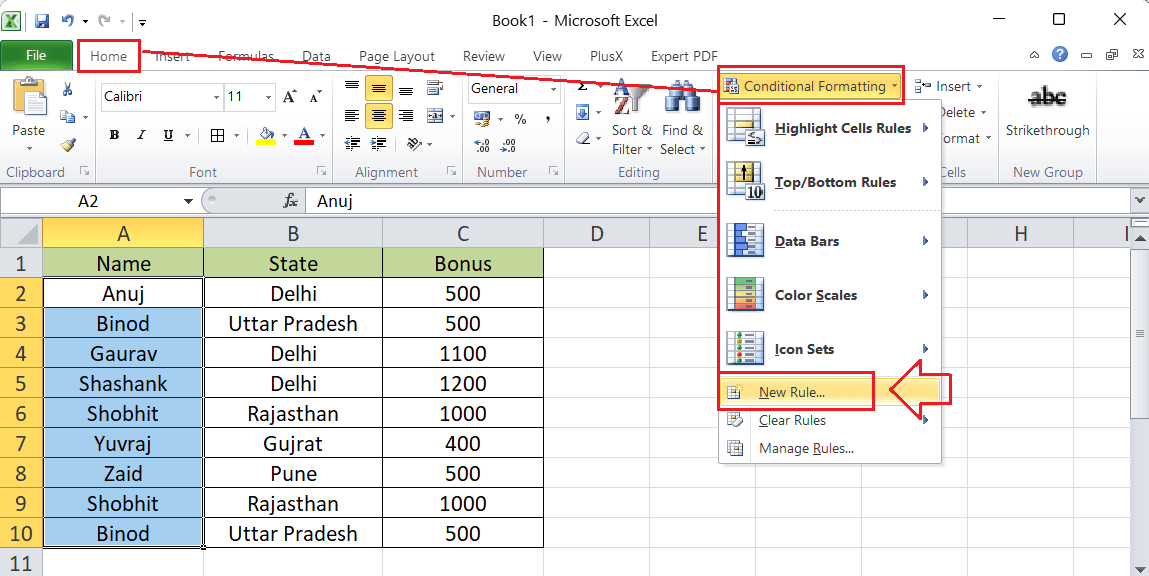 Book1 - Microsoft Excel
File Home Insert Formulas Data Page Layout Review View PlusX Expert PDF
Paste
Clipboard
Calibri 11
B I U A
Font
Alignment
General
% ,
Number
Σ
Sort & Filter
Find & Select
Editing
Conditional Formatting
Insert
Delete
ormat
Cells
abc
Strikethrough
New Group
Highlight Cells Rules
Top/Bottom Rules
10
Data Bars
Color Scales
Icon Sets
New Rule...
Clear Rules
Manage Rules...
A2 fx Anuj
A B C D E H I
1 Name State Bonus
2 Anuj Delhi 500
3 Binod Uttar Pradesh 500
4 Gaurav Delhi 1100
5 Shashank Delhi 1200
6 Shobhit Rajasthan 1000
7 Yuvraj Gujrat 400
8 Zaid Pune 500
9 Shobhit Rajasthan 1000
10 Binod Uttar Pradesh 500
11